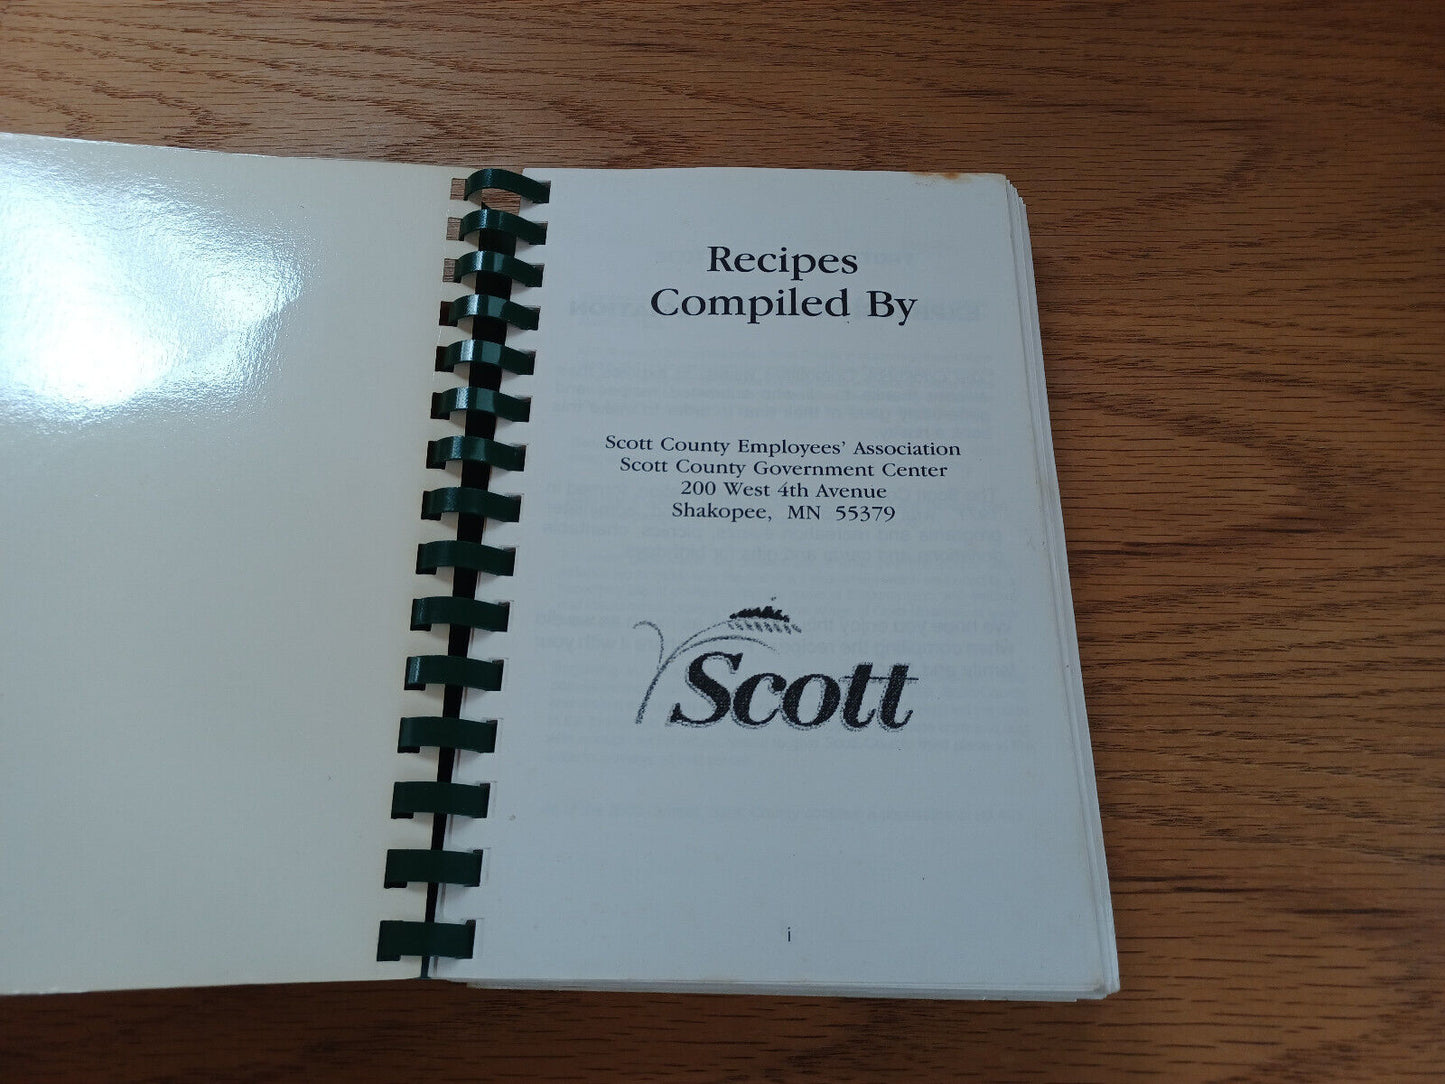 Recipes
Compiled By
Scott County Employees' Association
Scott County Government Center
200 West 4th Avenue
Shakopee, MN 55379
Scott
i